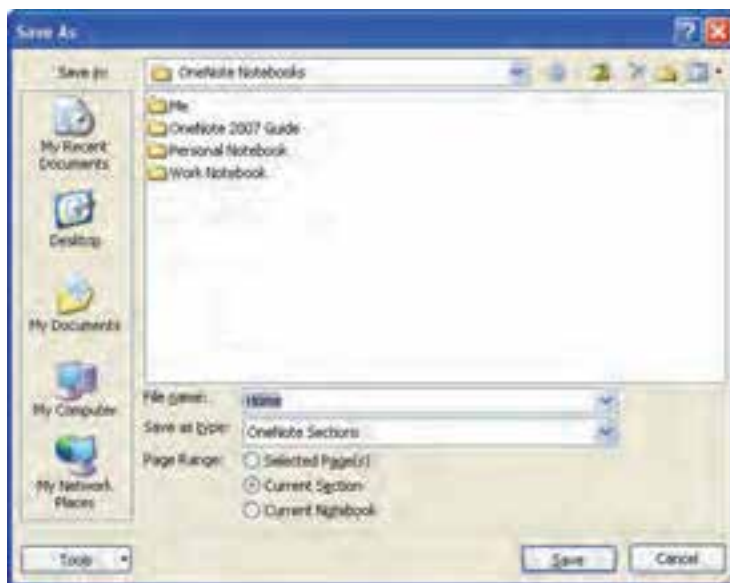 Save As
Save in:
OneNote Notebooks
Me
OneNote 2007 Guide
Personal Notebook
Work Notebook
My Recent
Documents
Desktop
My Documents
My Computer
My Network
Places
File name:
Home
Save as type:
OneNote Sections
Page Range:
Selected Page(s)
Current Section
Current Notebook
Tools
Save
Cancel